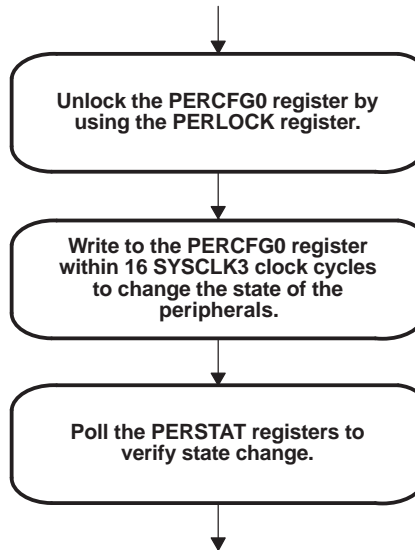 Unlock the PERCFG0 register by
using the PERLOCK register.
Write to the PERCFG0 register
within 16 SYSCLK3 clock cycles
to change the state of the
peripherals.
Poll the PERSTAT registers to
verify state change.